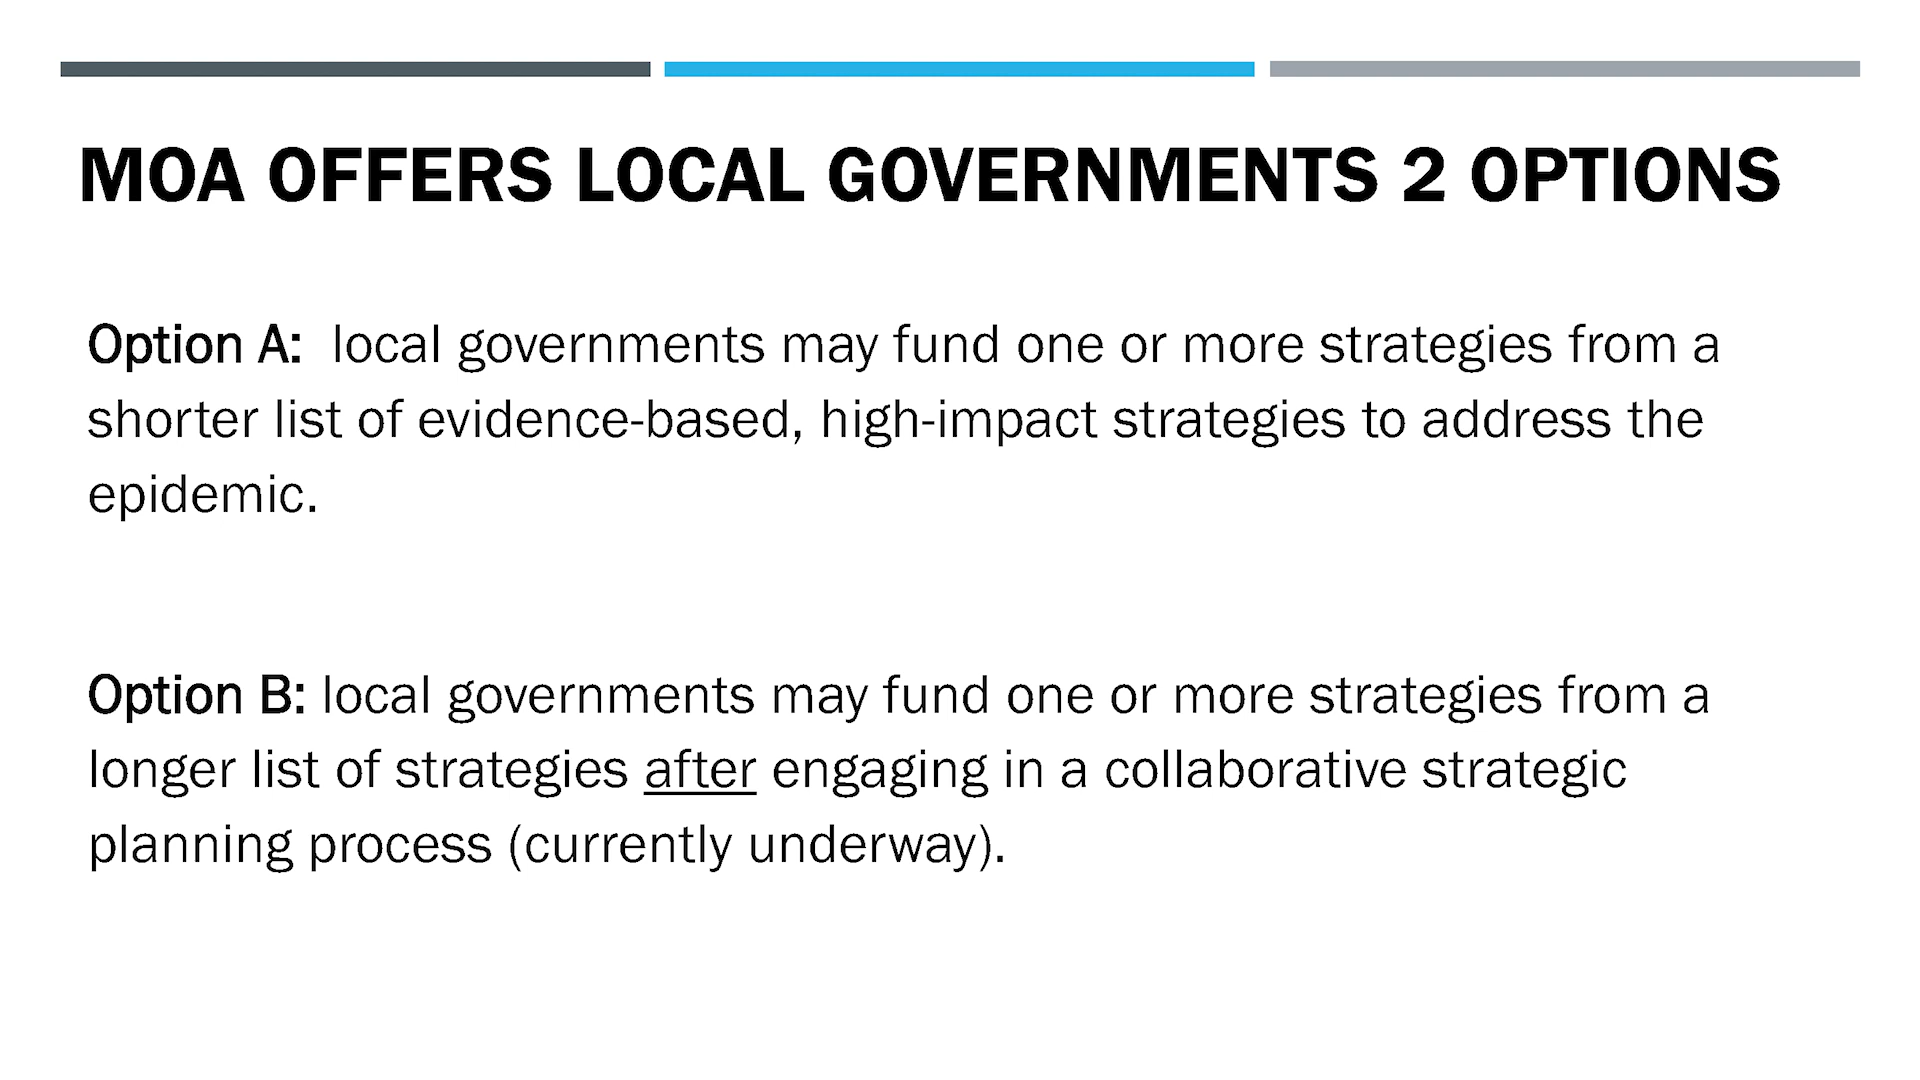 MOA OFFERS LOCAL GOVERNMENTS 2 OPTIONS
Option A:  local governments may fund one or more strategies from a
shorter list of evidence-based, high-impact strategies to address the
epidemic.
Option B: local governments may fund one or more strategies from a
longer list of strategies after engaging in a collaborative strategic
planning process (currently underway).